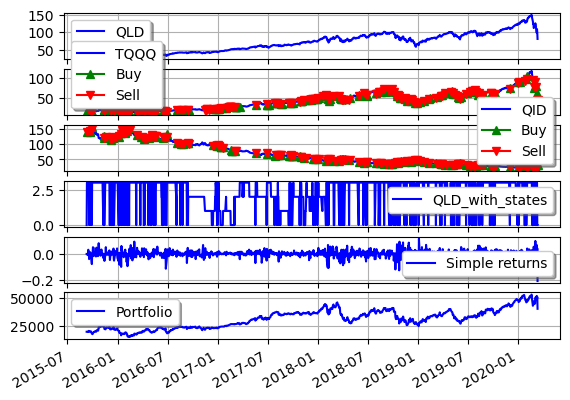 150
100
50
QLD
TQQQ
Buy
Sell
100
50
QID
Buy
Sell
150
100
50
2.5
0.0
QLD_with_states
0.0
−0.2
Simple returns
50000
25000
Portfolio
2015-07
2016-01
2016-07
2017-01
2017-07
2018-01
2018-07
2019-01
2019-07
2020-01